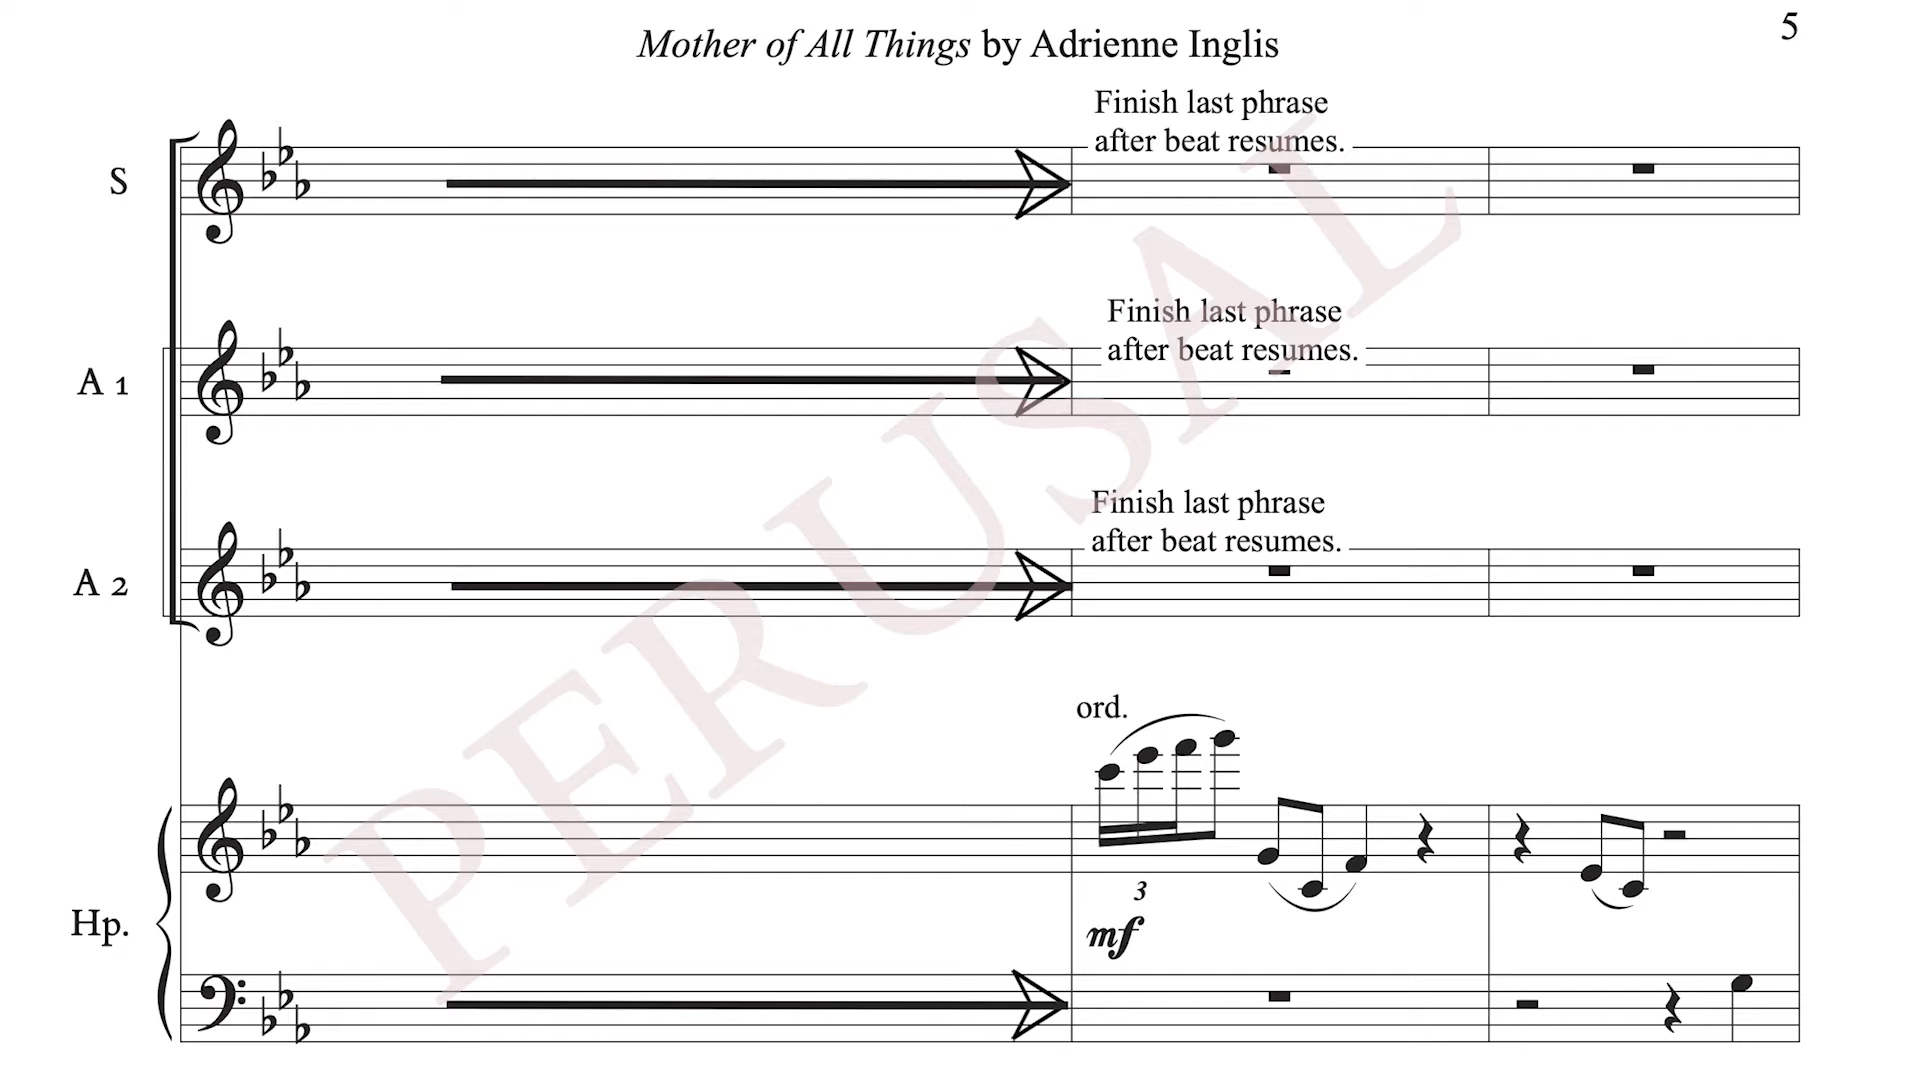 Mother of All Things by Adrienne Inglis
5
Finish last phrase
after beat resumes.
S
Finish last phrase
after beat resumes.
A 1
Finish last phrase
after beat resumes.
A 2
ord.
3
mf
Hp.
PERUSAL